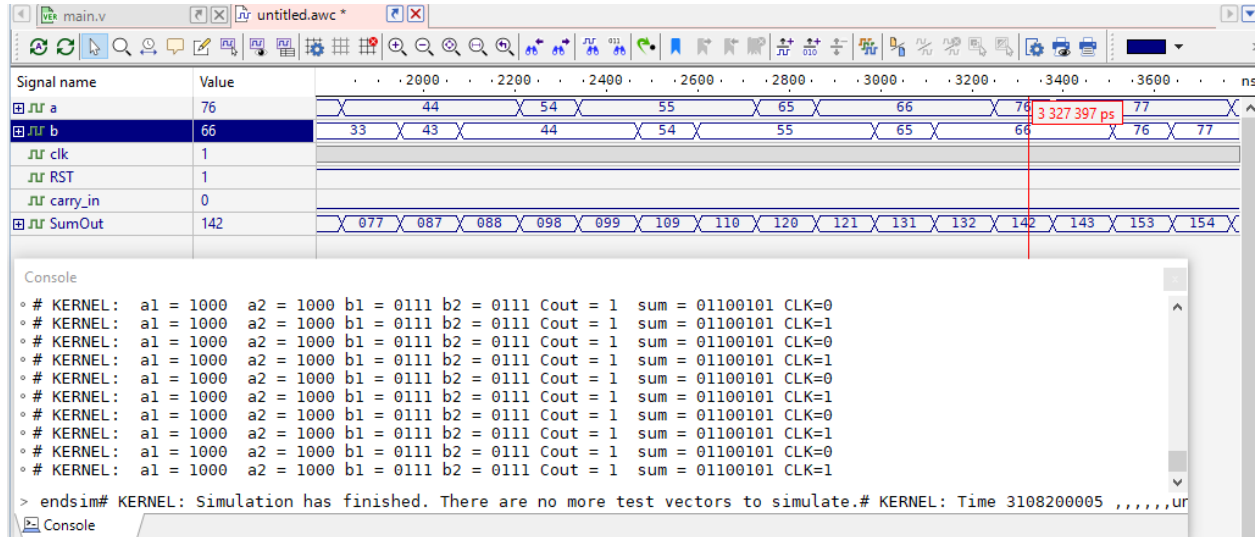 main.v untitled.awc *
Signal name Value 2000 2200 2400 2600 2800 3000 3200 3400 3600 ns
a 76 44 54 55 65 66 76 77
3 327 397 ps
b 66 33 43 44 54 55 65 66 76 77
clk 1
RST 1
carry_in 0
SumOut 142 077 087 088 098 099 109 110 120 121 131 132 142 143 153 154
Console
# KERNEL: a1 = 1000 a2 = 1000 b1 = 0111 b2 = 0111 Cout = 1 sum = 01100101 CLK=0
# KERNEL: a1 = 1000 a2 = 1000 b1 = 0111 b2 = 0111 Cout = 1 sum = 01100101 CLK=1
# KERNEL: a1 = 1000 a2 = 1000 b1 = 0111 b2 = 0111 Cout = 1 sum = 01100101 CLK=0
# KERNEL: a1 = 1000 a2 = 1000 b1 = 0111 b2 = 0111 Cout = 1 sum = 01100101 CLK=1
# KERNEL: a1 = 1000 a2 = 1000 b1 = 0111 b2 = 0111 Cout = 1 sum = 01100101 CLK=0
# KERNEL: a1 = 1000 a2 = 1000 b1 = 0111 b2 = 0111 Cout = 1 sum = 01100101 CLK=1
# KERNEL: a1 = 1000 a2 = 1000 b1 = 0111 b2 = 0111 Cout = 1 sum = 01100101 CLK=0
# KERNEL: a1 = 1000 a2 = 1000 b1 = 0111 b2 = 0111 Cout = 1 sum = 01100101 CLK=1
# KERNEL: a1 = 1000 a2 = 1000 b1 = 0111 b2 = 0111 Cout = 1 sum = 01100101 CLK=0
# KERNEL: a1 = 1000 a2 = 1000 b1 = 0111 b2 = 0111 Cout = 1 sum = 01100101 CLK=1
> endsim# KERNEL: Simulation has finished. There are no more test vectors to simulate.# KERNEL: Time 3108200005 ,,,,,,ur
Console